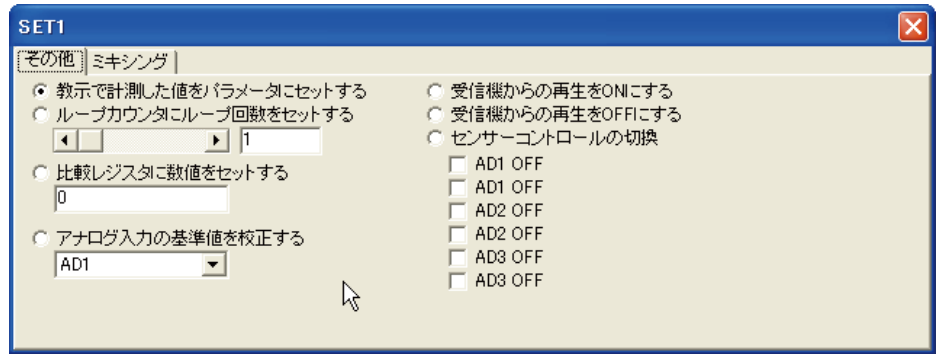 SET1
その他 ミキシング
教示で計測した値をパラメータにセットする
ループカウンタにループ回数をセットする
1
比較レジスタに数値をセットする
0
アナログ入力の基準値を校正する
AD1
受信機からの再生をONにする
受信機からの再生をOFFにする
センサーコントロールの切換
AD1 OFF
AD1 OFF
AD2 OFF
AD2 OFF
AD3 OFF
AD3 OFF